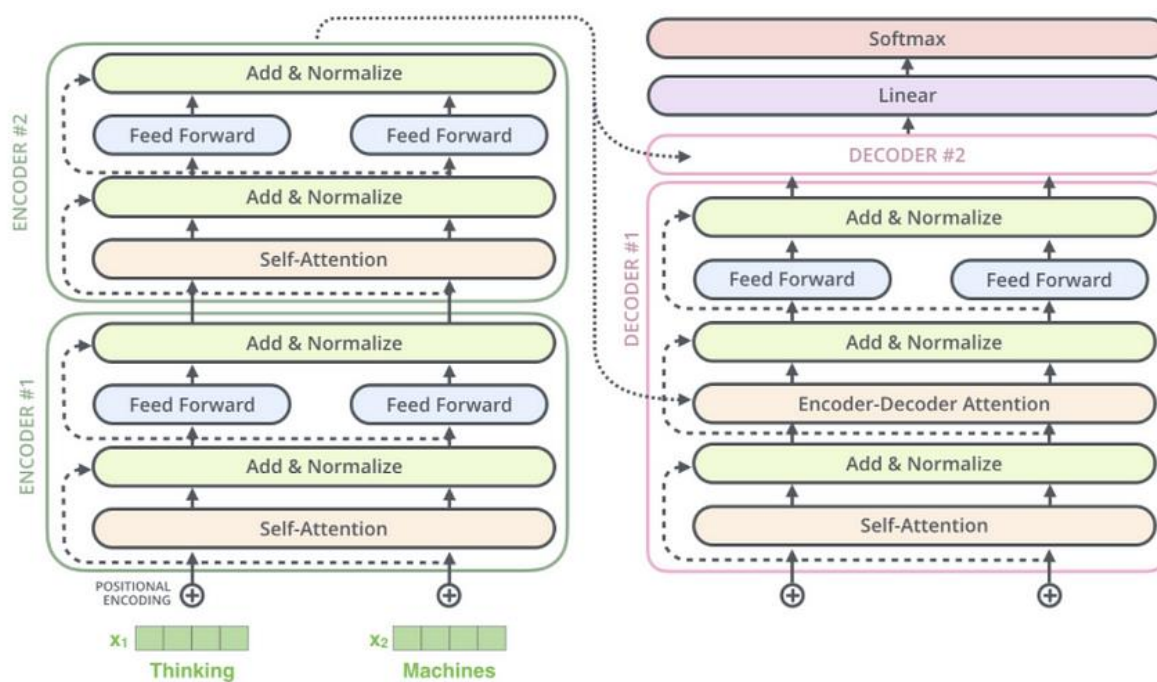 ENCODER #2
Add & Normalize
Feed Forward
Feed Forward
Add & Normalize
Self-Attention
ENCODER #1
Add & Normalize
Feed Forward
Feed Forward
Add & Normalize
Self-Attention
POSITIONAL
ENCODING
x₁
x₂
Thinking
Machines
Softmax
Linear
DECODER #2
DECODER #1
Add & Normalize
Feed Forward
Feed Forward
Add & Normalize
Encoder-Decoder Attention
Add & Normalize
Self-Attention